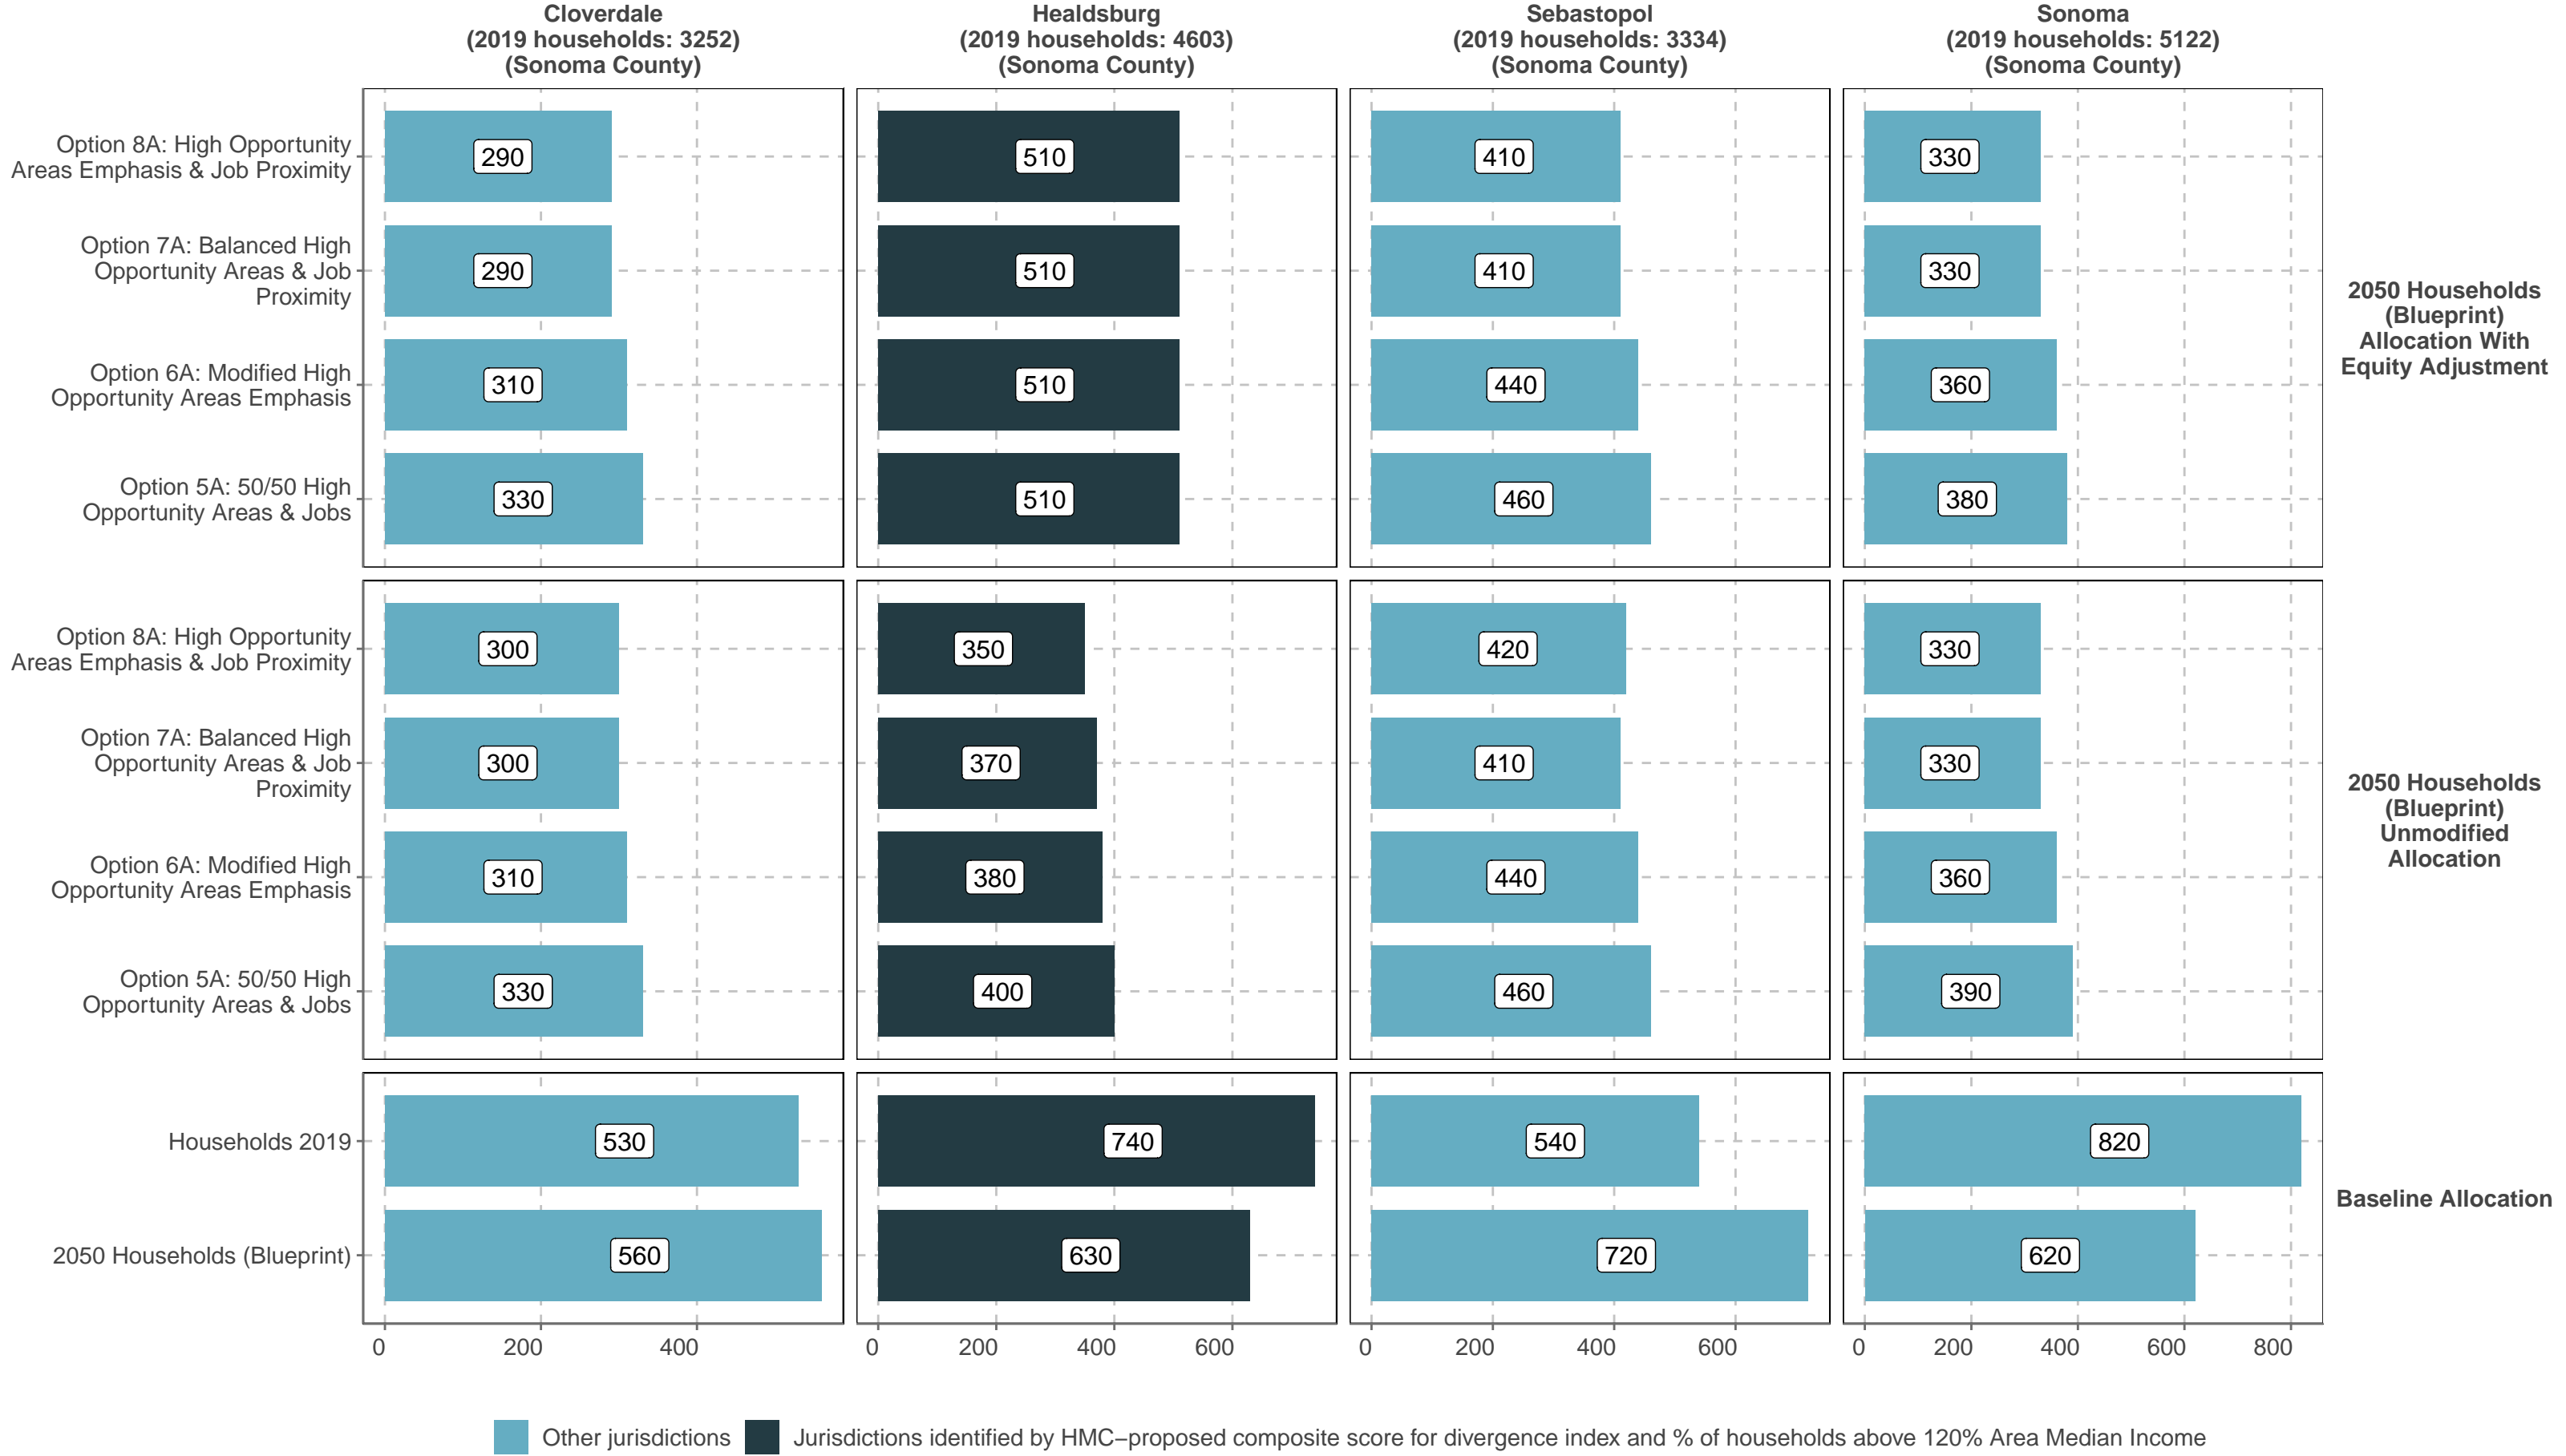 Cloverdale
(2019 households: 3252)
(Sonoma County)
Healdsburg
(2019 households: 4603)
(Sonoma County)
Sebastopol
(2019 households: 3334)
(Sonoma County)
Sonoma
(2019 households: 5122)
(Sonoma County)
Option 8A: High Opportunity
Areas Emphasis & Job Proximity
290
510
410
330
Option 7A: Balanced High
Opportunity Areas & Job
Proximity
290
510
410
330
Option 6A: Modified High
Opportunity Areas Emphasis
310
510
440
360
Option 5A: 50/50 High
Opportunity Areas & Jobs
330
510
460
380
2050 Households
(Blueprint)
Allocation With
Equity Adjustment
Option 8A: High Opportunity
Areas Emphasis & Job Proximity
300
350
420
330
Option 7A: Balanced High
Opportunity Areas & Job
Proximity
300
370
410
330
Option 6A: Modified High
Opportunity Areas Emphasis
310
380
440
360
Option 5A: 50/50 High
Opportunity Areas & Jobs
330
400
460
390
2050 Households
(Blueprint)
Unmodified
Allocation
Households 2019
530
740
540
820
2050 Households (Blueprint)
560
630
720
620
Baseline Allocation
0 200 400
0 200 400 600
0 200 400 600
0 200 400 600 800
Other jurisdictions
Jurisdictions identified by HMC−proposed composite score for divergence index and % of households above 120% Area Median Income